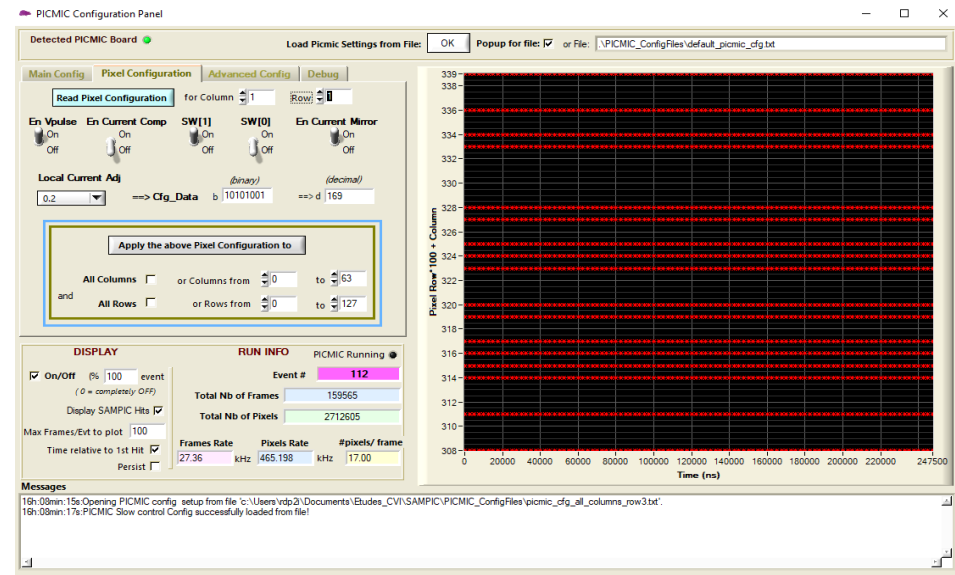 PICMIC Configuration Panel
Detected PICMIC Board
Load Picmic Settings from File: OK Popup for file: or File: .\PICMIC_ConfigFiles\default_picmic_cfg.txt
Main Config Pixel Configuration Advanced Config Debug
Read Pixel Configuration for Column 1 Row 1
En Vpulse En Current Comp SW[1] SW[0] En Current Mirror
On On On On On
Off Off Off Off Off
Local Current Adj (binary) (decimal)
0.2 ==> Cfg_Data b 10101001 ==> d 169
Apply the above Pixel Configuration to
All Columns or Columns from 0 to 63
and
All Rows or Rows from 0 to 127
DISPLAY
On/Off (% 100 event
( 0 = completely OFF)
Display SAMPIC Hits
Max Frames/Evt to plot 100
Time relative to 1st Hit
Persist
RUN INFO PICMIC Running
Event # 112
Total Nb of Frames 159565
Total Nb of Pixels 2712605
Frames Rate Pixels Rate #pixels/ frame
27.36 kHz 465.198 kHz 17.00
Pixel Row*100 + Column
339
338
336
334
332
330
328
326
324
322
320
318
316
314
312
310
308
0 20000 40000 60000 80000 100000 120000 140000 160000 180000 200000 220000 247500
Time (ns)
Messages
16h:08min:15s:Opening PICMIC config setup from file 'c:\Users\rdp2i\Documents\Etudes_CVI\SAMPIC\PICMIC_ConfigFiles\picmic_cfg_all_columns_row3.txt'.
16h:08min:17s:PICMIC Slow control Config successfully loaded from file!